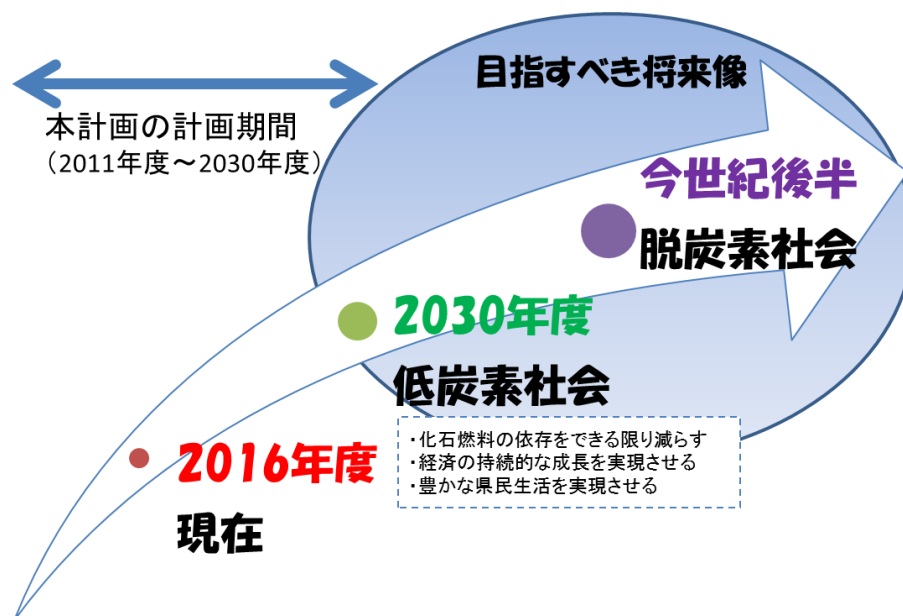 目指すべき将来像
本計画の計画期間
（2011年度～2030年度）
今世紀後半
脱炭素社会
2030年度
低炭素社会
・化石燃料の依存をできる限り減らす
・経済の持続的な成長を実現させる
・豊かな県民生活を実現させる
2016年度
現在